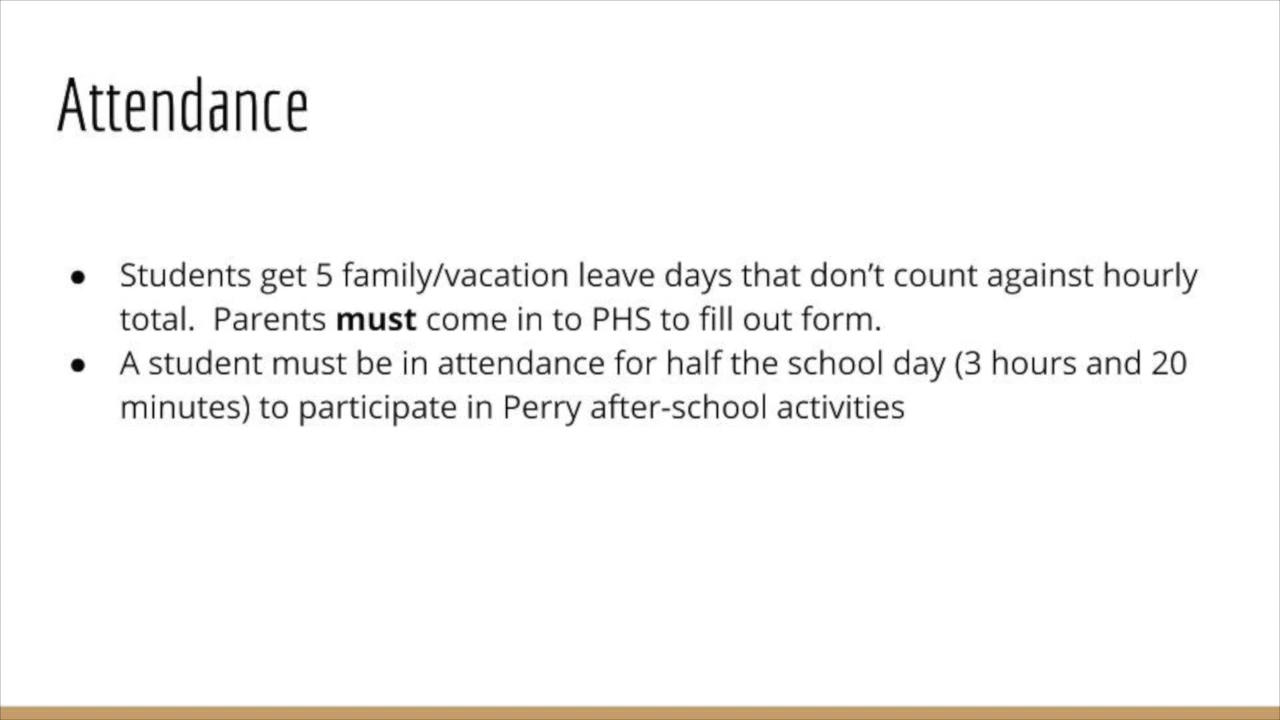 Attendance
● Students get 5 family/vacation leave days that don’t count against hourly
total.  Parents must come in to PHS to fill out form.
● A student must be in attendance for half the school day (3 hours and 20
minutes) to participate in Perry after-school activities